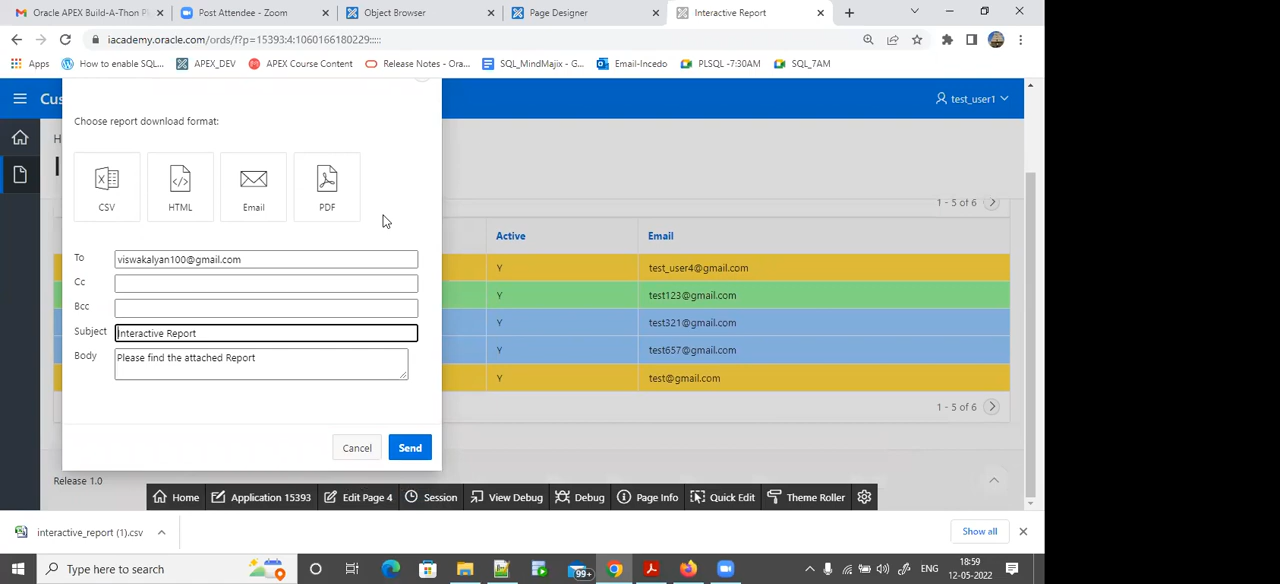 Oracle APEX Build-A-Thon P
Post Attendee - Zoom
Object Browser
Page Designer
Interactive Report
iacademy.oracle.com/ords/f?p=15393:4:1060166180229:::::
Apps
How to enable SQL...
APEX_DEV
APEX Course Content
Release Notes - Ora...
SQL_MindMajix - G...
Email-Incedo
PLSQL -7:30AM
SQL_7AM
Cus
test_user1
Choose report download format:
CSV
HTML
Email
PDF
1 - 5 of 6
Active
Email
To
viswakalyan100@gmail.com
Y
test_user4@gmail.com
Cc
Y
test123@gmail.com
Bcc
Y
test321@gmail.com
Subject
Interactive Report
Y
test657@gmail.com
Body
Please find the attached Report
Y
test@gmail.com
1 - 5 of 6
Cancel
Send
Release 1.0
Home
Application 15393
Edit Page 4
Session
View Debug
Debug
Page Info
Quick Edit
Theme Roller
interactive_report (1).csv
Show all
Type here to search
99+
ENG
18:59
12-05-2022